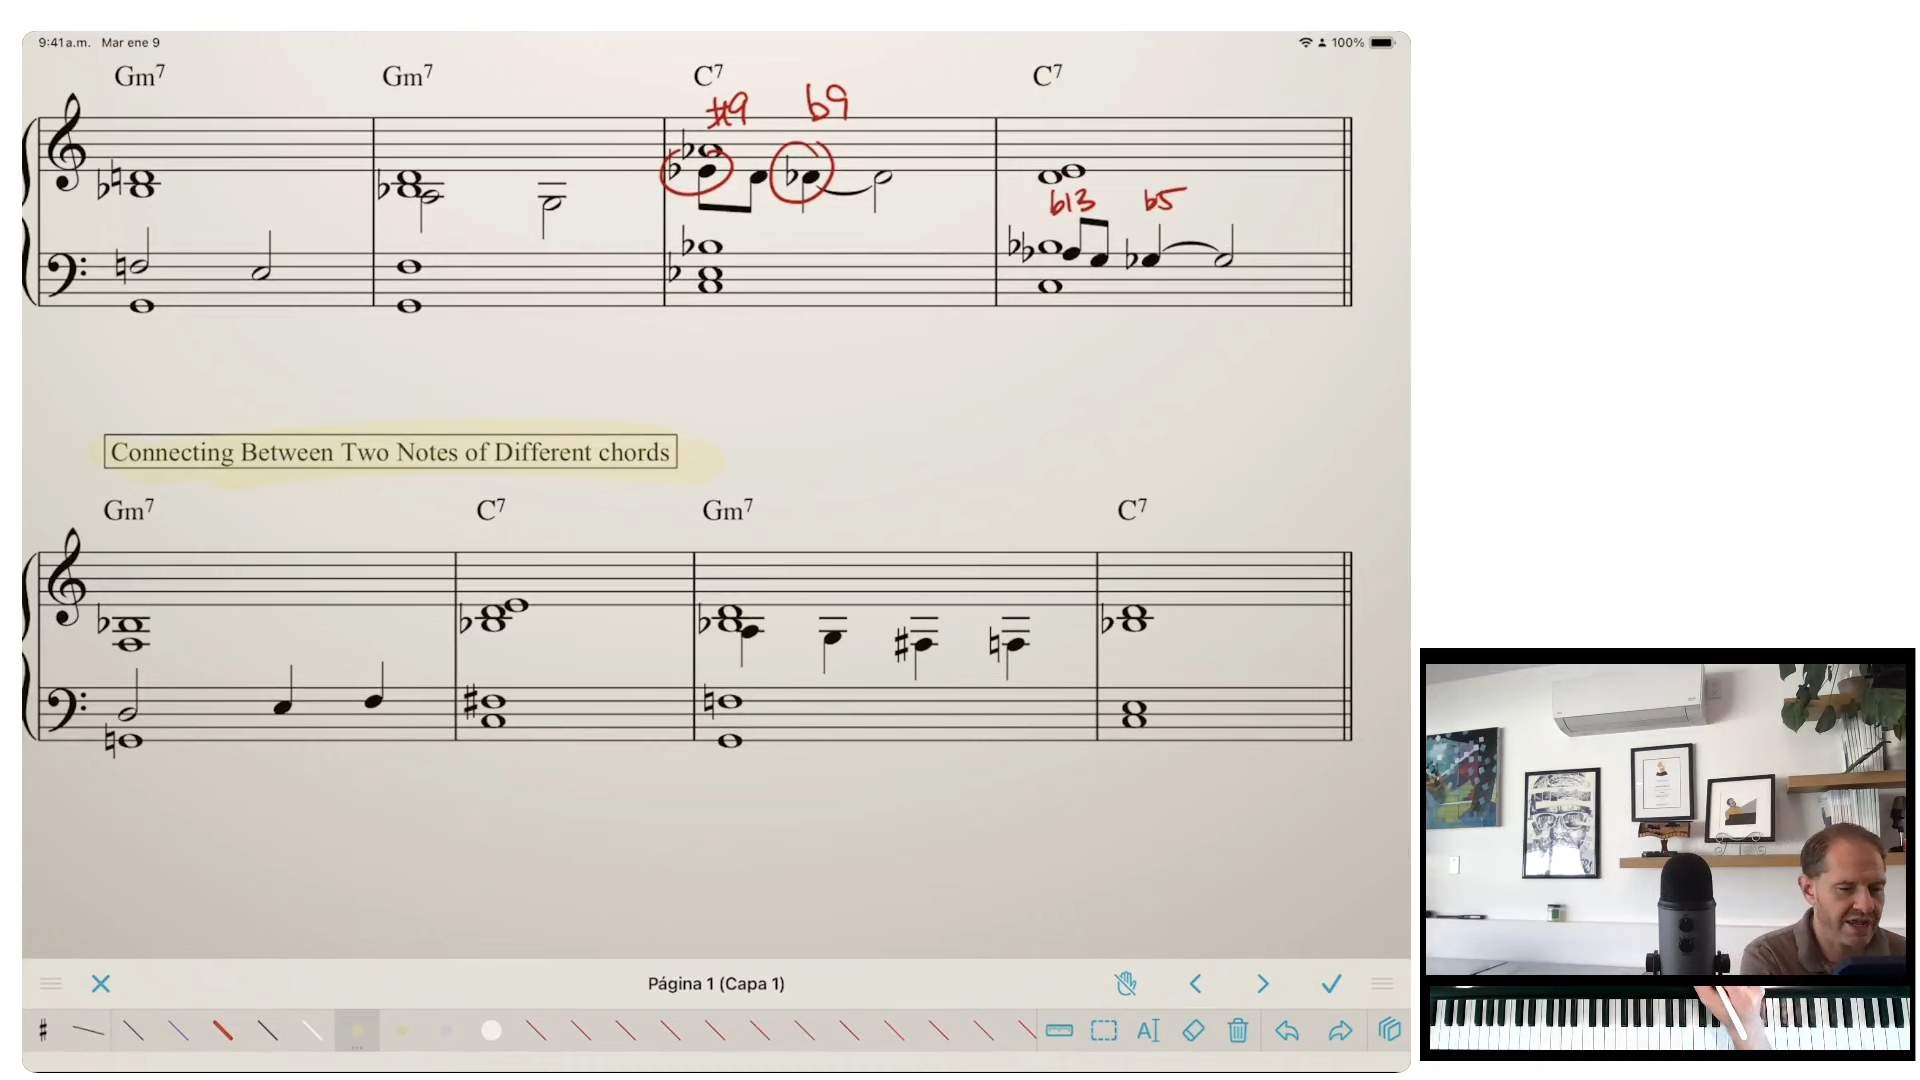 9:41 a.m. Mar ene 9
100%
Gm7 Gm7 C7 C7
#9 b9
b13 b5
Connecting Between Two Notes of Different chords
Gm7 C7 Gm7 C7
Página 1 (Capa 1)